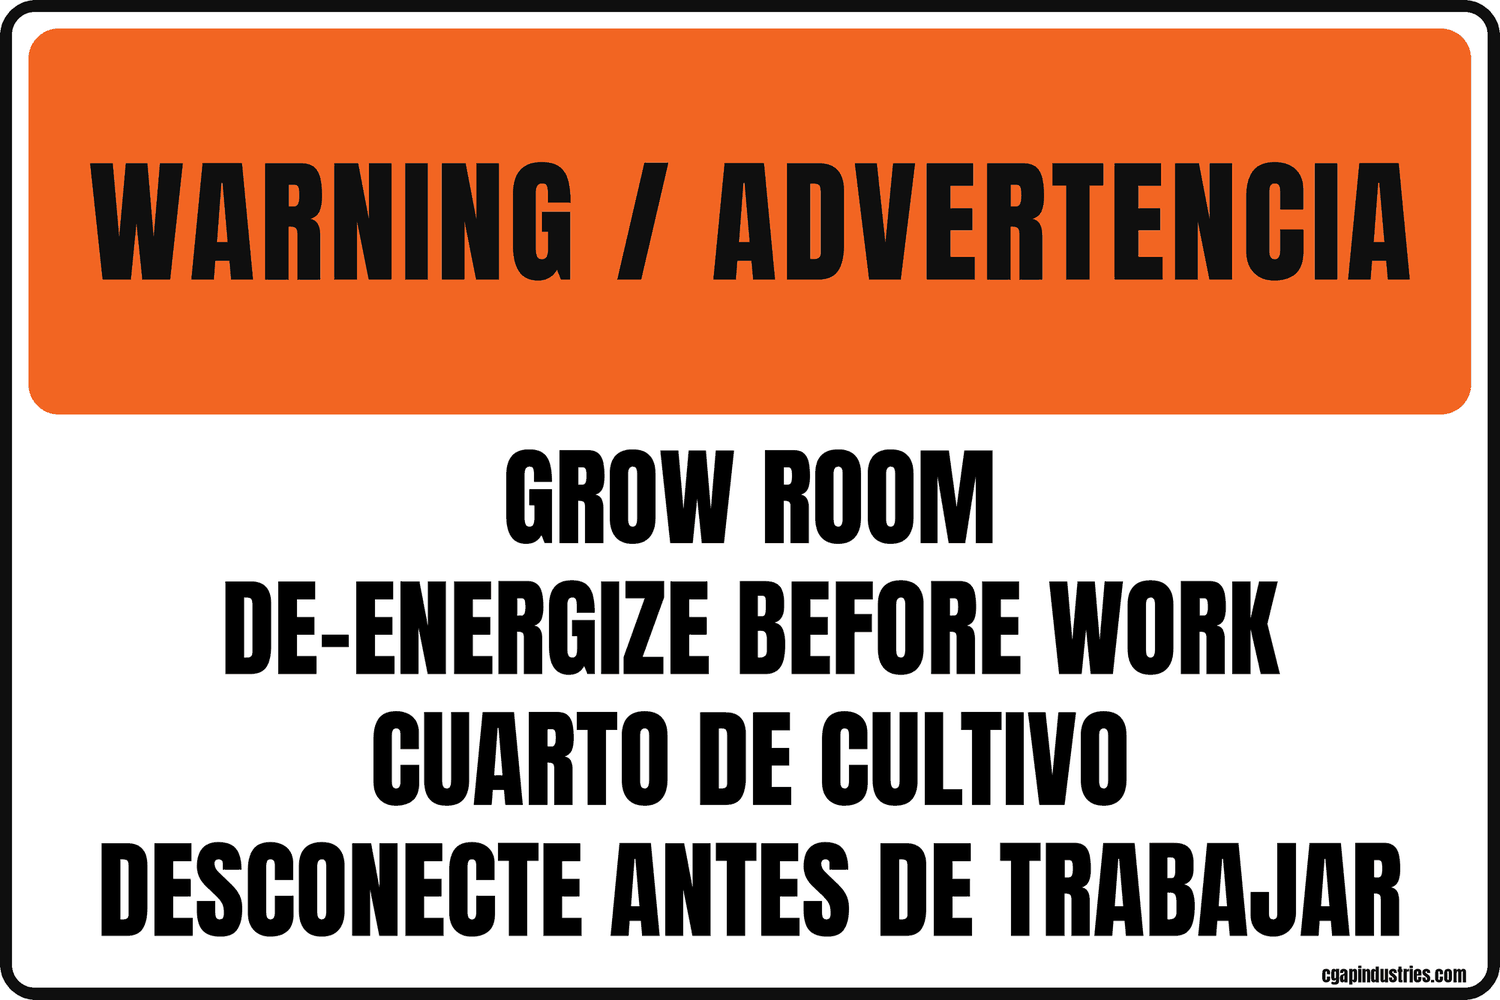 WARNING / ADVERTENCIA
GROW ROOM
DE-ENERGIZE BEFORE WORK
CUARTO DE CULTIVO
DESCONECTE ANTES DE TRABAJAR
cgapindustries.com